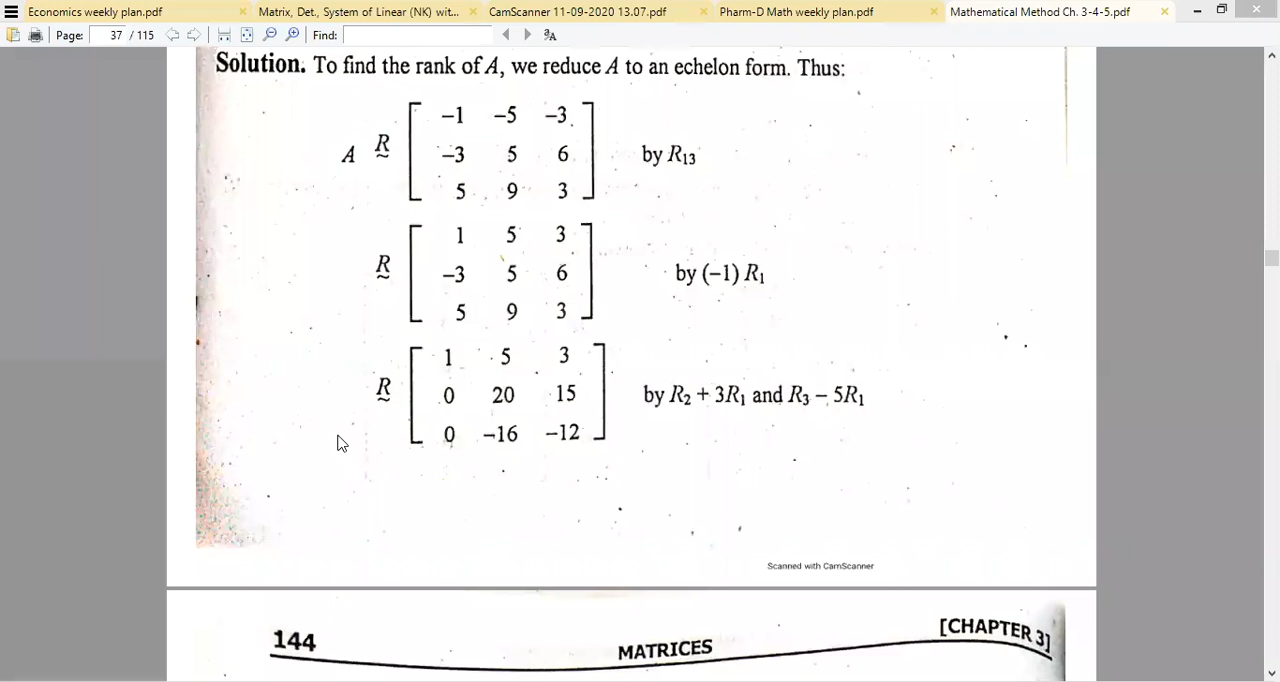 Economics weekly plan.pdf × Matrix, Det., System of Linear (NK) wit... × CamScanner 11-09-2020 13.07.pdf × Pharm-D Math weekly plan.pdf × Mathematical Method Ch. 3-4-5.pdf ×
Page: 37 / 115 Find:
Solution. To find the rank of A, we reduce A to an echelon form. Thus:
−1 −5 −3
A R −3 5 6 by R13
5 9 3
1 5 3
R −3 5 6 by (−1) R1
5 9 3
1 5 3
R 0 20 15 by R2 + 3R1 and R3 − 5R1
0 −16 −12
Scanned with CamScanner
144 MATRICES [CHAPTER 3]